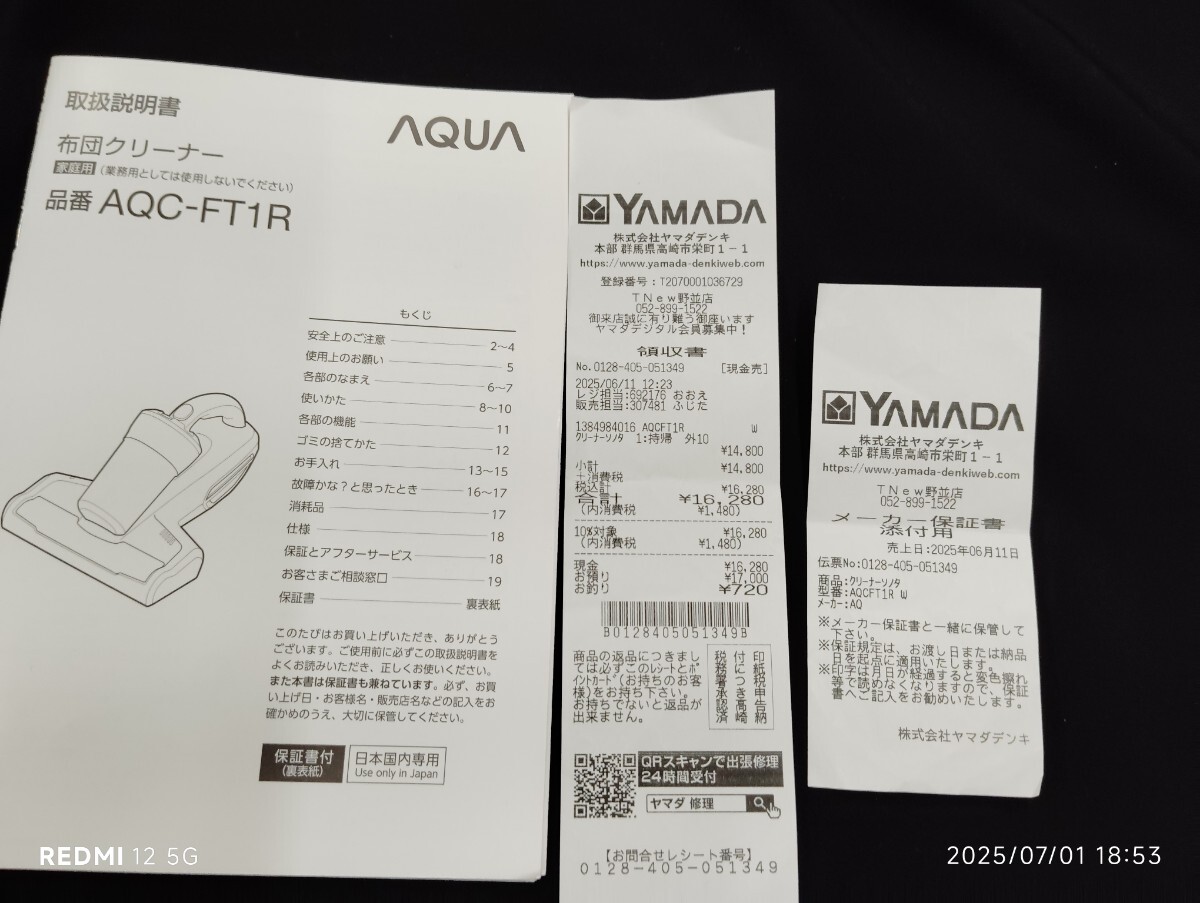 取扱説明書
AQUA
布団クリーナー
家庭用 (業務用としては使用しないでください)
品番 AQC-FT1R
もくじ
安全上のご注意 2~4
使用上のお願い 5
各部のなまえ 6~7
使いかた 8~10
各部の機能 11
ゴミの捨てかた 12
お手入れ 13~15
故障かな?と思ったとき 16~17
消耗品 17
仕様 18
保証とアフターサービス 18
お客さまご相談窓口 19
保証書 裏表紙
このたびはお買い上げいただき、ありがとう
ございます。ご使用前に必ずこの取扱説明書を
よくお読みいただき、正しくお使いください。
また本書は保証書も兼ねています。必ず、お買
い上げ日・お客様名・販売店名などの記入をお
確かめのうえ、大切に保管してください。
保証書付
(裏表紙)
日本国内専用
Use only in Japan
YAMADA
株式会社ヤマダデンキ
本部 群馬県高崎市栄町1-1
https://www.yamada-denkiweb.com
登録番号:T2070001036729
TNew野並店
052-899-1522
御来店誠に有り難う御座います
ヤマダデジタル会員募集中!
領収書
No.0128-405-051349 [現金売]
2025/06/11 12:23
レジ担当:692176 おおえ
販売担当:307481 ふじた
1384984016 AQCFT1R W
クリーナーソノタ 1:持帰 外10
¥14,800
小計 ¥14,800
+消費税
税込計 ¥16,280
合計 ¥16,280
(内消費税 ¥1,480)
10%対象 ¥16,280
(内消費税 ¥1,480)
現金 ¥16,280
お預り ¥17,000
お釣り ¥720
B0128405051349B
商品の返品につきまし
ては必ずこのレシートとポ
イントカード(お持ちのお客
様)をお持ち下さい。
お持ちでないと返品が
出来ません。
税 付 印
務 に 紙
署 つ 税
承 き 申
認 高 告
済 崎 納
QRスキャンで出張修理
24時間受付
ヤマダ 修理
【お問合せレシート番号】
0128-405-051349
YAMADA
株式会社ヤマダデンキ
本部 群馬県高崎市栄町1-1
https://www.yamada-denkiweb.com
TNew野並店
052-899-1522
メーカー保証書
添付用
売上日:2025年06月11日
伝票No:0128-405-051349
商品:クリーナーソノタ
型番:AQCFT1R W
メーカー:AQ
※メーカー保証書と一緒に保管して
下さい。
※保証規定は、お渡し日または納品
日を起点に適用いたします。
※印字は月日が経過すると変色擦れ
等で読めなくなりますので、保証
書へご記入をお勧めいたします。
株式会社ヤマダデンキ
REDMI 12 5G
2025/07/01 18:53